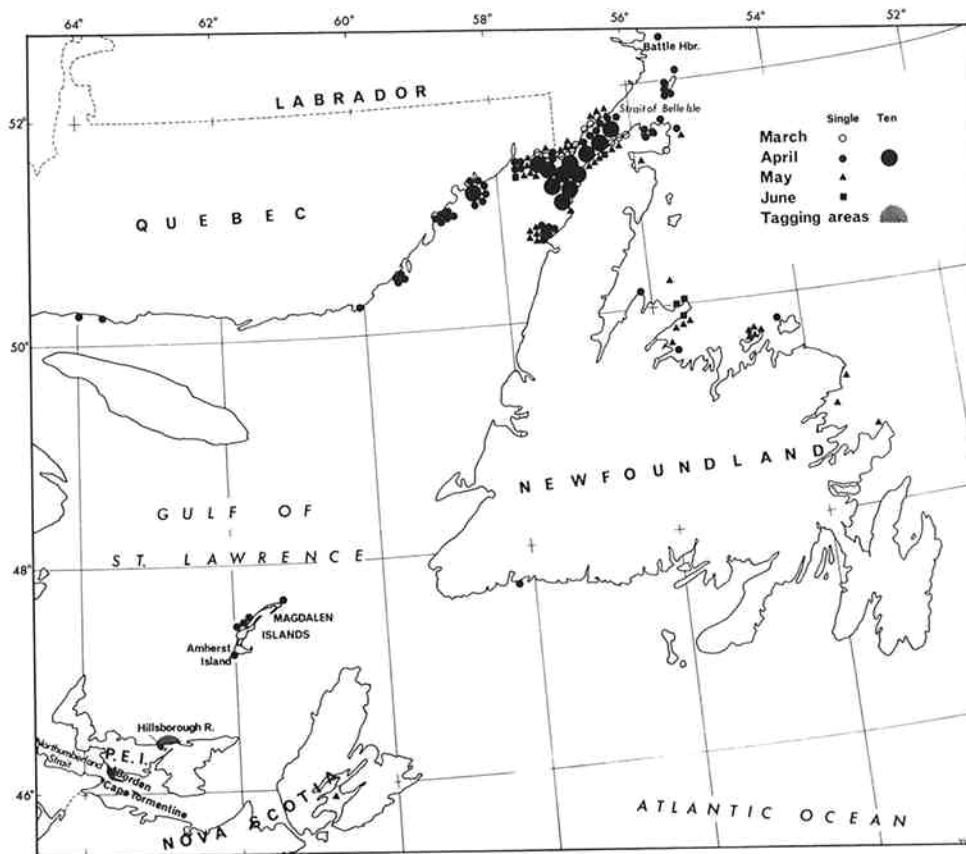 64° 62° 60° 58° 56° 54° 52°
Battle Hbr.
LABRADOR
Strait of Belle Isle
52°
Single Ten
March
April
May
June
Tagging areas
QUEBEC
50°
NEWFOUNDLAND
GULF OF
ST. LAWRENCE
48°
MAGDALEN
ISLANDS
Amherst
Island
Hillsborough R.
P.E.I.
Northumberland
Strait
Borden
Cape Tormentine
46°
NOVA SCOTIA
ATLANTIC OCEAN